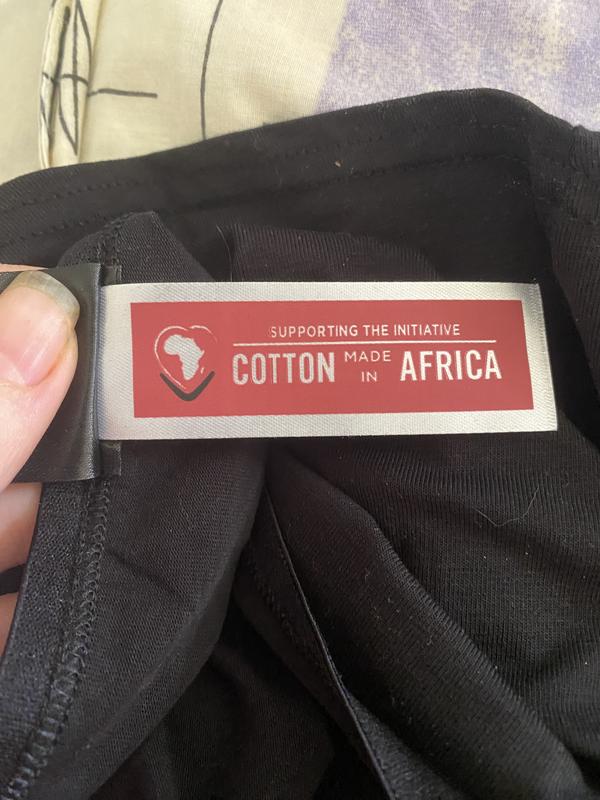 SUPPORTING THE INITIATIVE
COTTON MADE IN AFRICA